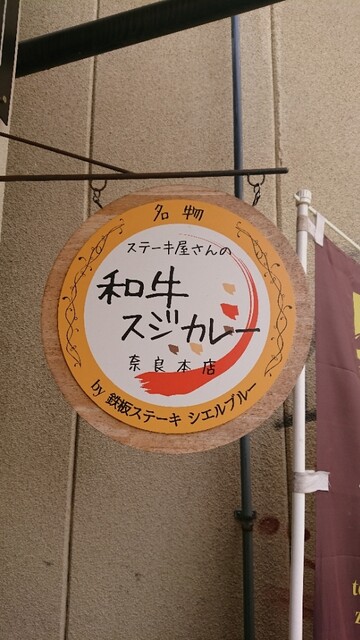 名物
ステーキ屋さんの
和牛
スジカレー
奈良本店
by 鉄板ステーキ シエルブルー